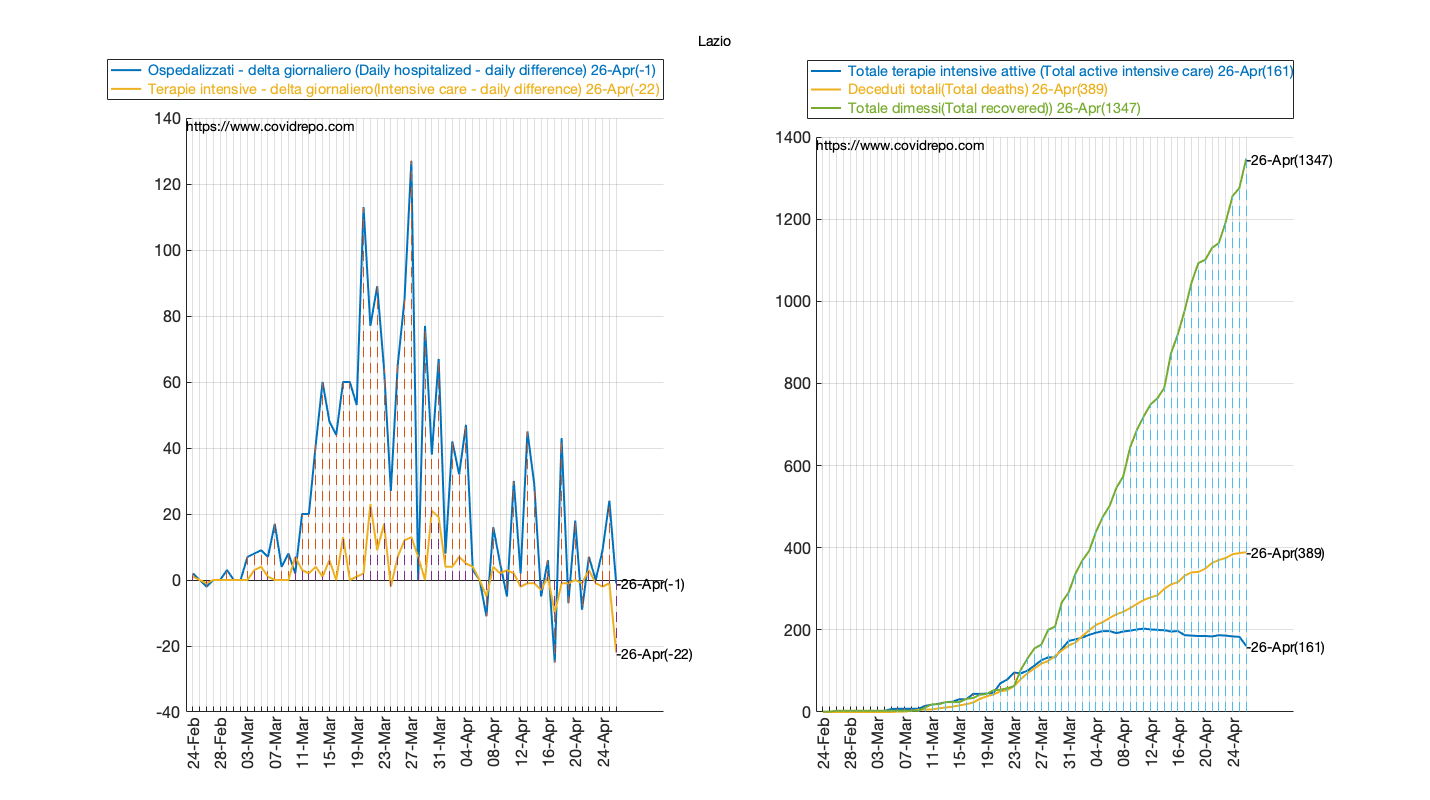 Lazio
Ospedalizzati - delta giornaliero (Daily hospitalized - daily difference) 26-Apr(-1)
Terapie intensive - delta giornaliero(Intensive care - daily difference) 26-Apr(-22)
https://www.covidrepo.com
140
120
100
80
60
40
20
0
-20
-40
-26-Apr(-1)
-26-Apr(-22)
24-Feb
28-Feb
03-Mar
07-Mar
11-Mar
15-Mar
19-Mar
23-Mar
27-Mar
31-Mar
04-Apr
08-Apr
12-Apr
16-Apr
20-Apr
24-Apr
Totale terapie intensive attive (Total active intensive care) 26-Apr(161)
Deceduti totali(Total deaths) 26-Apr(389)
Totale dimessi(Total recovered)) 26-Apr(1347)
https://www.covidrepo.com
1400
1200
1000
800
600
400
200
0
-26-Apr(1347)
-26-Apr(389)
-26-Apr(161)
24-Feb
28-Feb
03-Mar
07-Mar
11-Mar
15-Mar
19-Mar
23-Mar
27-Mar
31-Mar
04-Apr
08-Apr
12-Apr
16-Apr
20-Apr
24-Apr